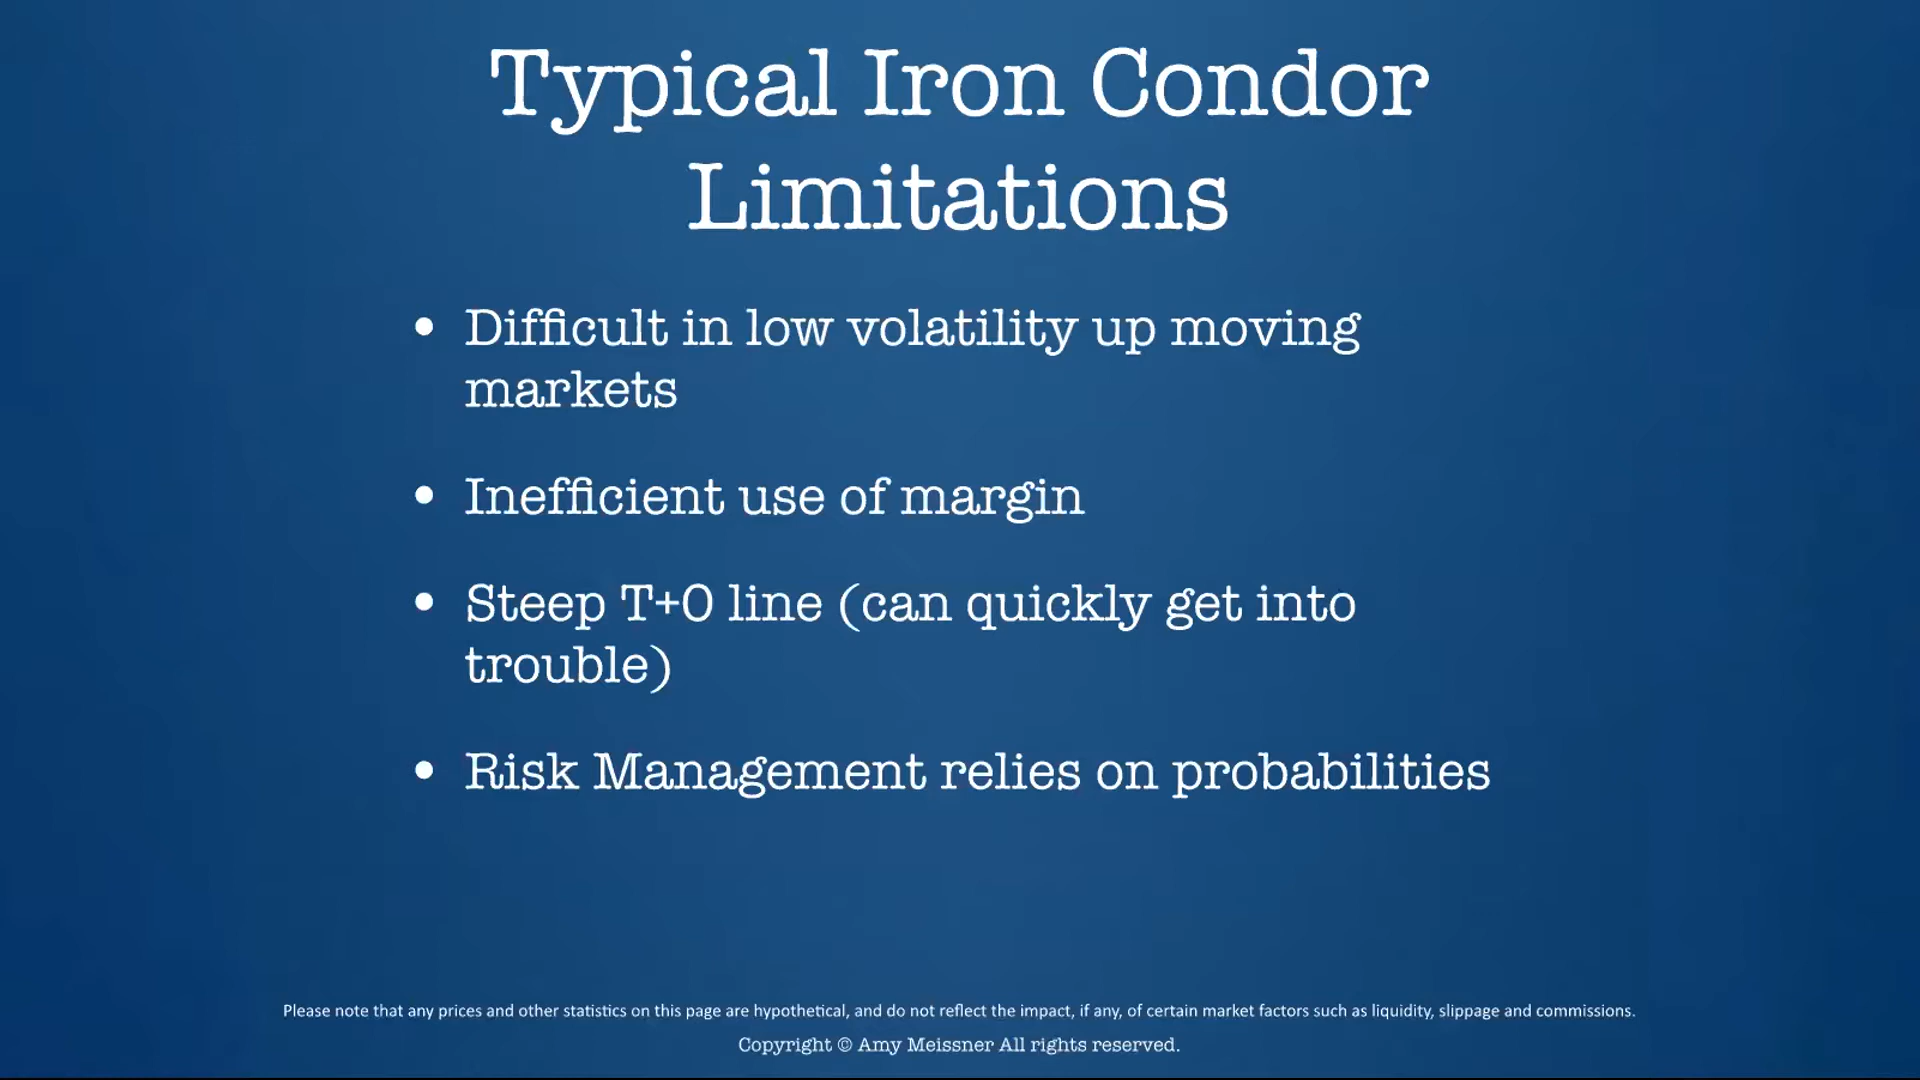 Typical Iron Condor
Limitations
• Difficult in low volatility up moving
markets
• Inefficient use of margin
• Steep T+0 line (can quickly get into
trouble)
• Risk Management relies on probabilities
Please note that any prices and other statistics on this page are hypothetical, and do not reflect the impact, if any, of certain market factors such as liquidity, slippage and commissions.
Copyright © Amy Meissner All rights reserved.